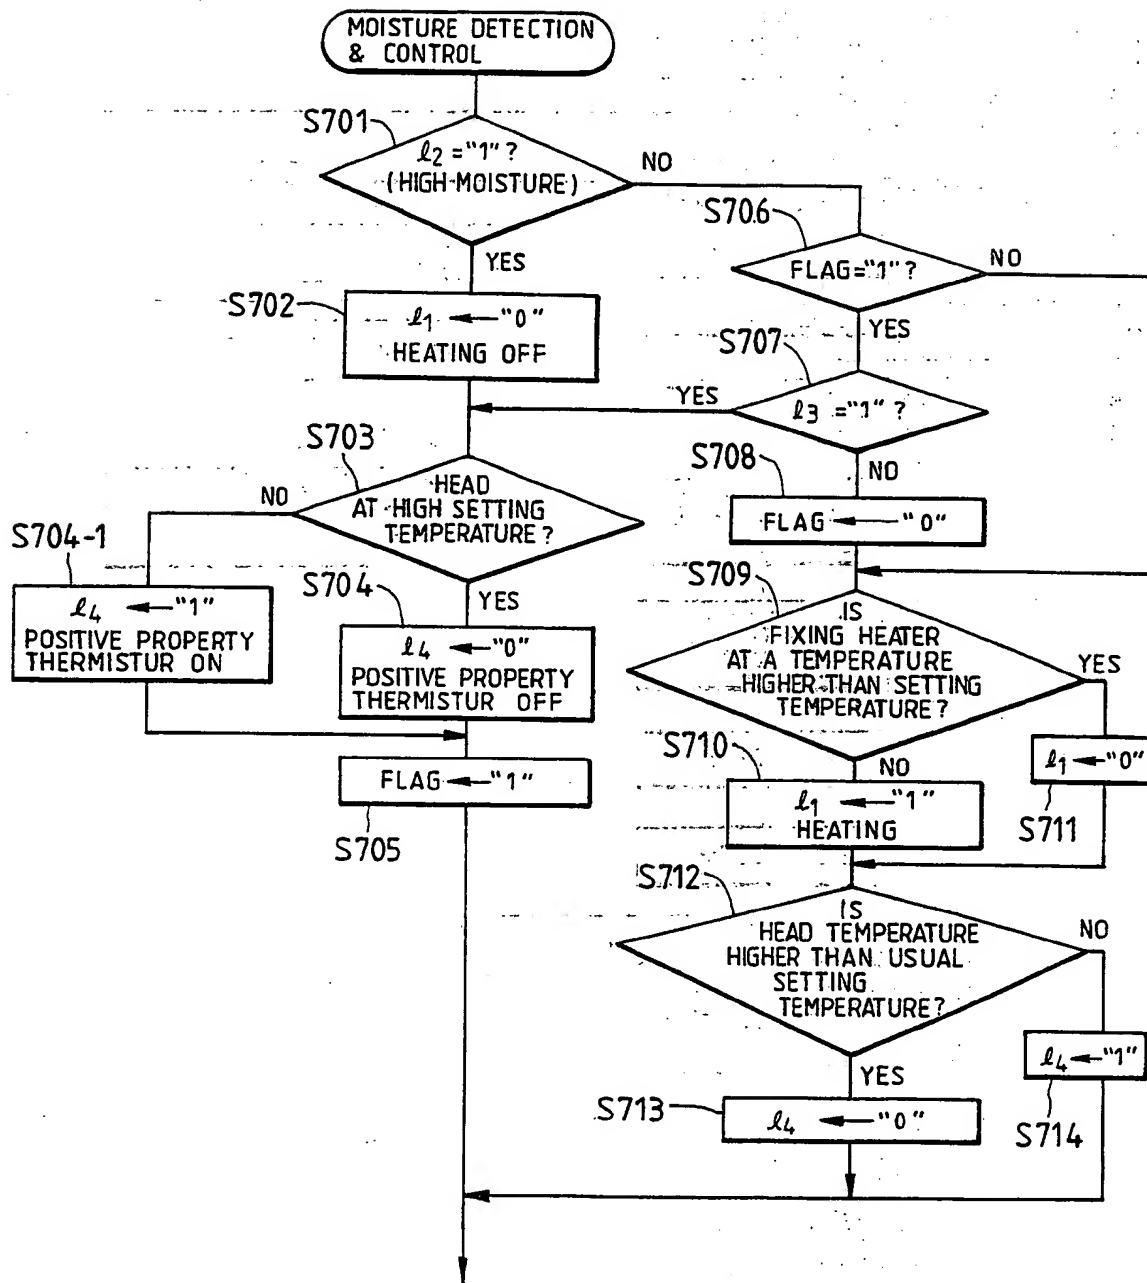 MOISTURE DETECTION
& CONTROL
S701
ℓ2 = "1" ?
(HIGH-MOISTURE)
NO
YES
S706
FLAG = "1" ?
NO
YES
S702
ℓ1 ← "0"
HEATING OFF
S707
ℓ3 = "1" ?
YES
NO
S703
HEAD
AT HIGH SETTING
TEMPERATURE ?
NO
YES
S708
FLAG ← "0"
S704-1
ℓ4 ← "1"
POSITIVE PROPERTY
THERMISTUR ON
S704
ℓ4 ← "0"
POSITIVE PROPERTY
THERMISTUR OFF
S709
IS
FIXING HEATER
AT A TEMPERATURE
HIGHER THAN SETTING
TEMPERATURE ?
YES
NO
S705
FLAG ← "1"
S710
ℓ1 ← "1"
HEATING
S711
ℓ1 ← "0"
S712
IS
HEAD TEMPERATURE
HIGHER THAN USUAL
SETTING
TEMPERATURE ?
NO
YES
S713
ℓ4 ← "0"
S714
ℓ4 ← "1"